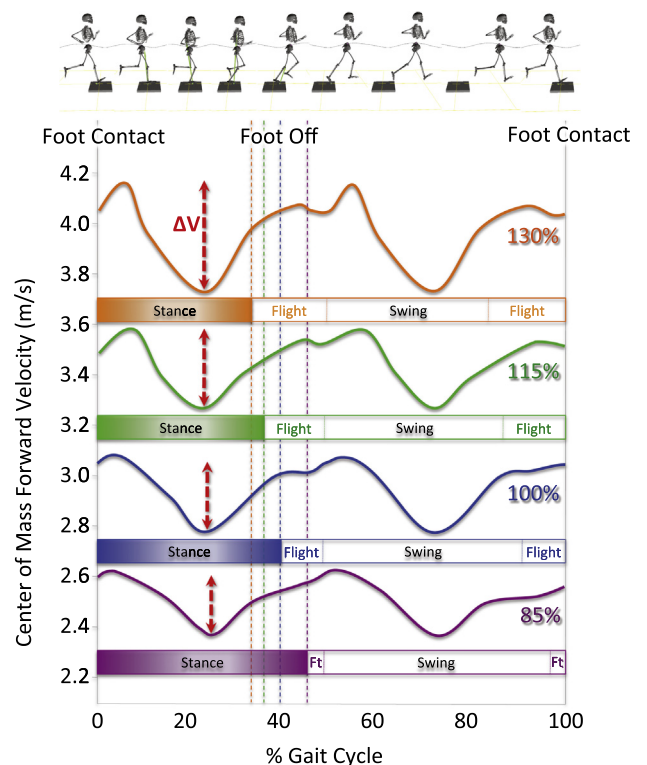 Foot Contact Foot Off Foot Contact
4.2
ΔV
4.0
130%
3.8
Stance Flight Swing Flight
3.6
3.4
115%
3.2
Stance Flight Swing Flight
3.0
100%
2.8
Stance Flight Swing Flight
2.6
85%
2.4
Stance Ft Swing Ft
2.2
0 20 40 60 80 100
% Gait Cycle
Center of Mass Forward Velocity (m/s)